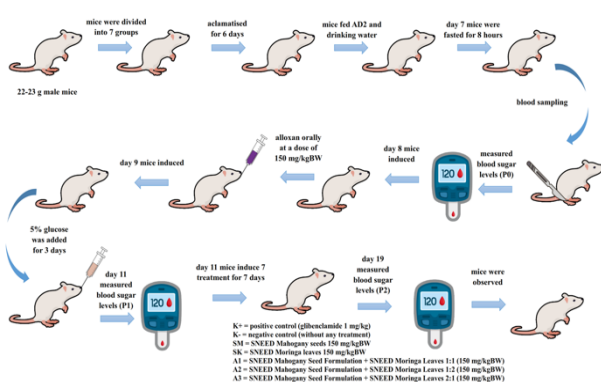 mice were divided
into 7 groups
aclamatised
for 6 days
mice fed AD2 and
drinking water
day 7 mice were
fasted for 8 hours
22-23 g male mice
blood sampling
measured
blood sugar
levels (P0)
120
day 8 mice
induced
alloxan orally
at a dose of
150 mg/kgBW
day 9 mice induced
5% glucose
was added
for 3 days
day 11
measured
blood sugar
levels (P1)
120
day 11 mice induce 7
treatment for 7 days
day 19
measured
blood sugar
levels (P2)
120
mice were
observed
K+ = positive control (glibenclamide 1 mg/kg)
K- = negative control (without any treatment)
SM = SNEED Mahogany seeds 150 mg/kgBW
SK = SNEED Moringa leaves 150 mg/kgBW
A1 = SNEED Mahogany Seed Formulation + SNEED Moringa Leaves 1:1 (150 mg/kgBW)
A2 = SNEED Mahogany Seed Formulation + SNEED Moringa Leaves 1:2 (150 mg/kgBW)
A3 = SNEED Mahogany Seed Formulation + SNEED Moringa Leaves 2:1 (150 mg/kgBW)